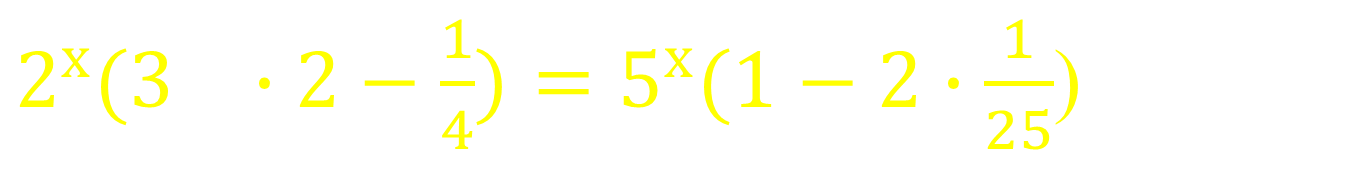 2ˣ(3 · 2 − 1/4) = 5ˣ(1 − 2 · 1/25)